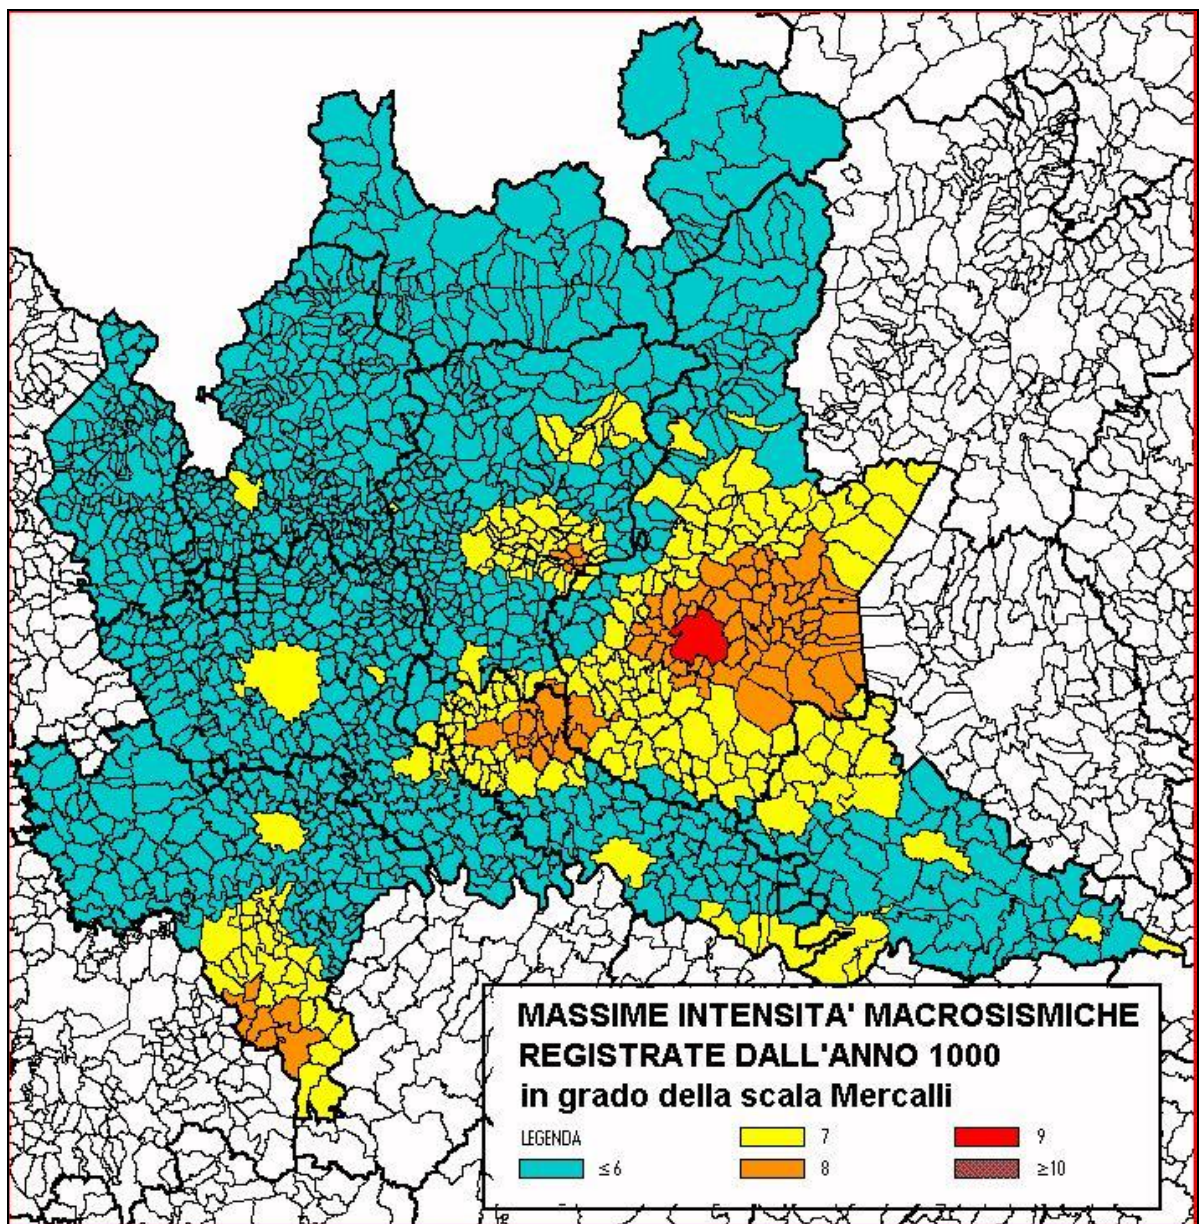 MASSIME INTENSITA' MACROSISMICHE
REGISTRATE DALL'ANNO 1000
in grado della scala Mercalli
LEGENDA
7
9
≤ 6
8
≥10